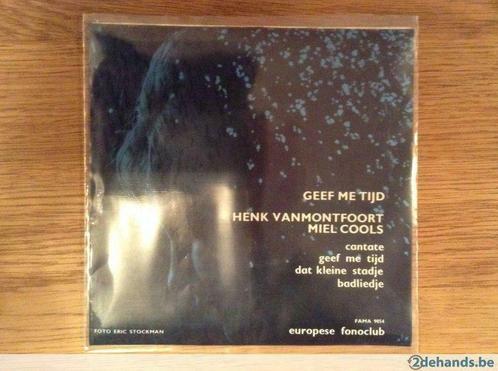 GEEF ME TIJD
HENK VANMONTFOORT
MIEL COOLS
cantate
geef me tijd
dat kleine stadje
badliedje
FAMA 9054
FOTO ERIC STOCKMAN
europese fonoclub
2dehands.be